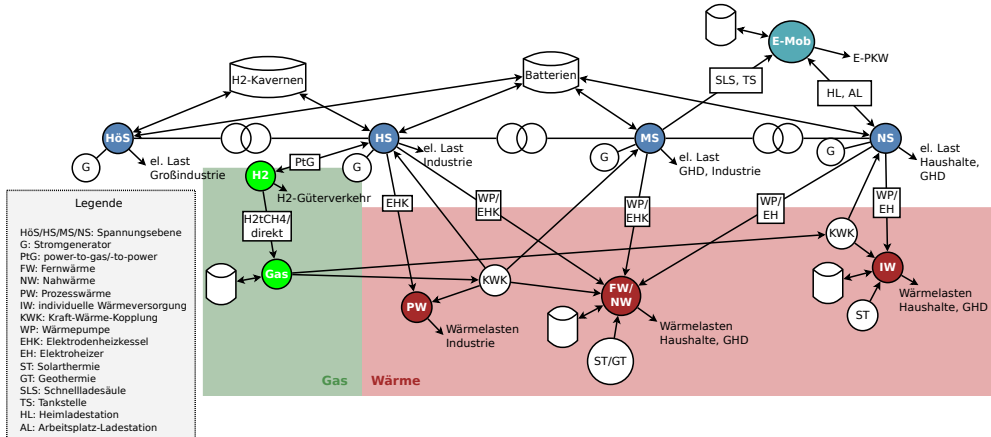 E-Mob
E-PKW
H2-Kavernen
Batterien
SLS, TS
HL, AL
HöS
HS
MS
NS
G
el. Last
Großindustrie
G
el. Last
Industrie
G
el. Last
GHD, Industrie
G
el. Last
Haushalte,
GHD
PtG
H2
H2-Güterverkehr
EHK
WP/
EHK
WP/
EHK
WP/
EH
WP/
EH
H2tCH4/
direkt
KWK
Gas
KWK
IW
PW
FW/
NW
ST
Wärmelasten
Haushalte, GHD
Wärmelasten
Industrie
Wärmelasten
Haushalte, GHD
ST/GT
Gas
Wärme
Legende
HöS/HS/MS/NS: Spannungsebene
G: Stromgenerator
PtG: power-to-gas/-to-power
FW: Fernwärme
NW: Nahwärme
PW: Prozesswärme
IW: individuelle Wärmeversorgung
KWK: Kraft-Wärme-Kopplung
WP: Wärmepumpe
EHK: Elektrodenheizkessel
EH: Elektroheizer
ST: Solarthermie
GT: Geothermie
SLS: Schnellladesäule
TS: Tankstelle
HL: Heimladestation
AL: Arbeitsplatz-Ladestation